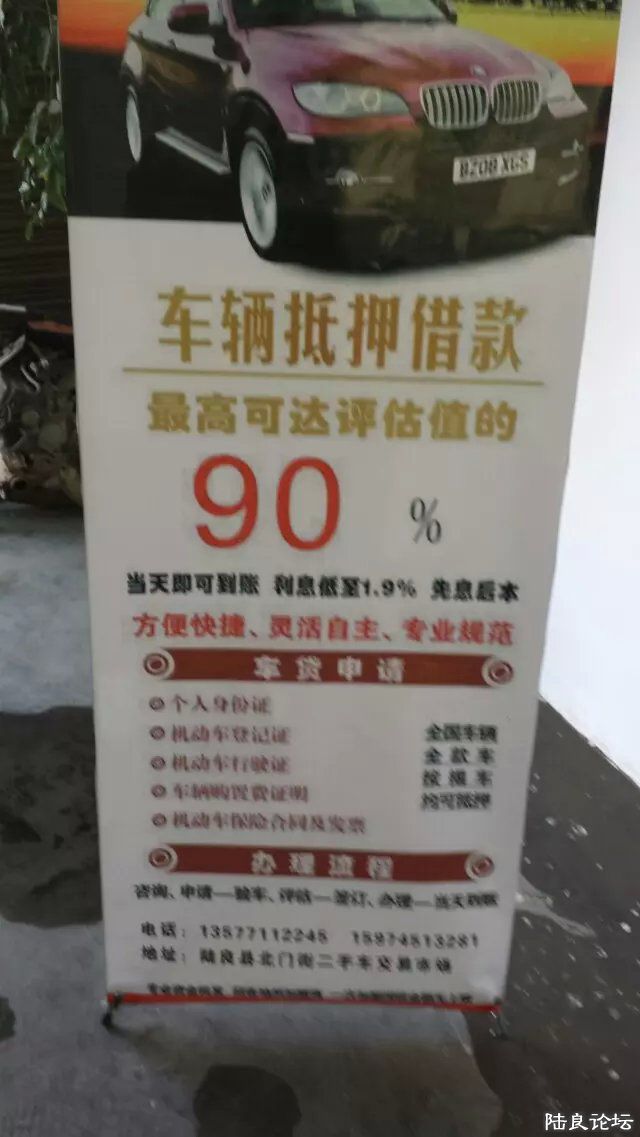 BZ08 XGS
车辆抵押借款
最高可达评估值的
90 %
当天即可到账 利息低至1.9% 先息后本
方便快捷、灵活自主、专业规范
车贷申请
个人身份证
机动车登记证 全国车辆
机动车行驶证 全款车
车辆购置费证明 按揭车
机动车保险合同及发票 均可抵押
办理流程
咨询、申请—验车、评估—签订、办理—当天到账
电话: 13577112245 15974513281
地址: 陆良县北门街二手车交易市场
陆良论坛